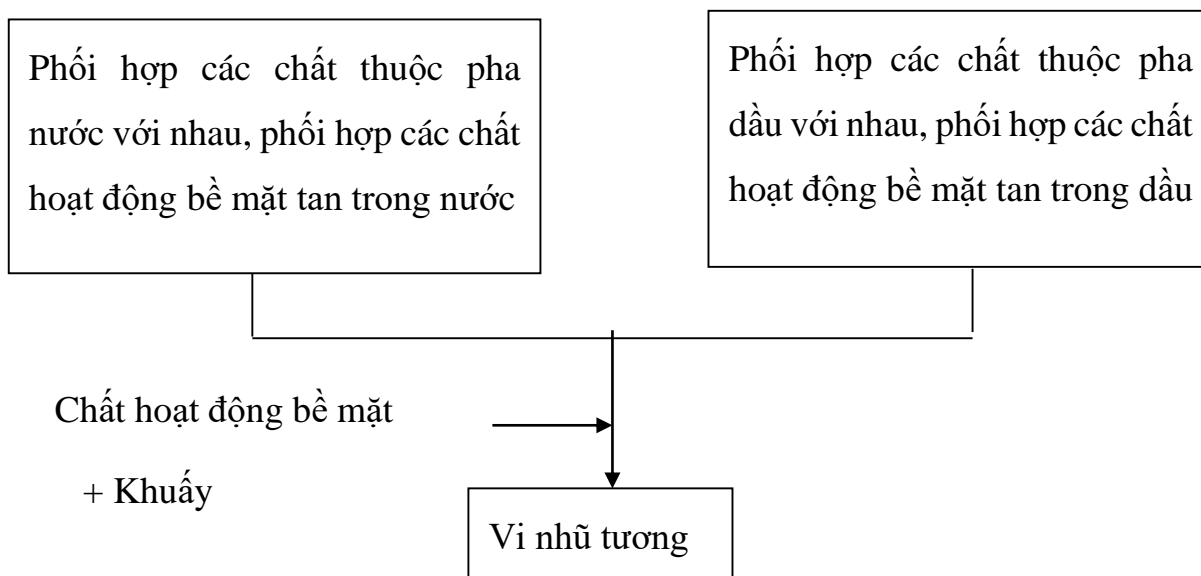 Phối hợp các chất thuộc pha
nước với nhau, phối hợp các chất
hoạt động bề mặt tan trong nước
Phối hợp các chất thuộc pha
dầu với nhau, phối hợp các chất
hoạt động bề mặt tan trong dầu
Chất hoạt động bề mặt
+ Khuấy
Vi nhũ tương